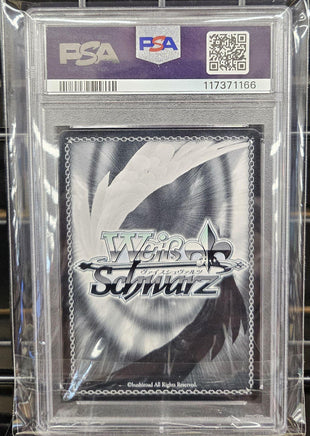 PSA
PSA
117371166
Weiß
Schwarz
ヴァイスシュヴァルツ
©bushiroad All Rights Reserved.